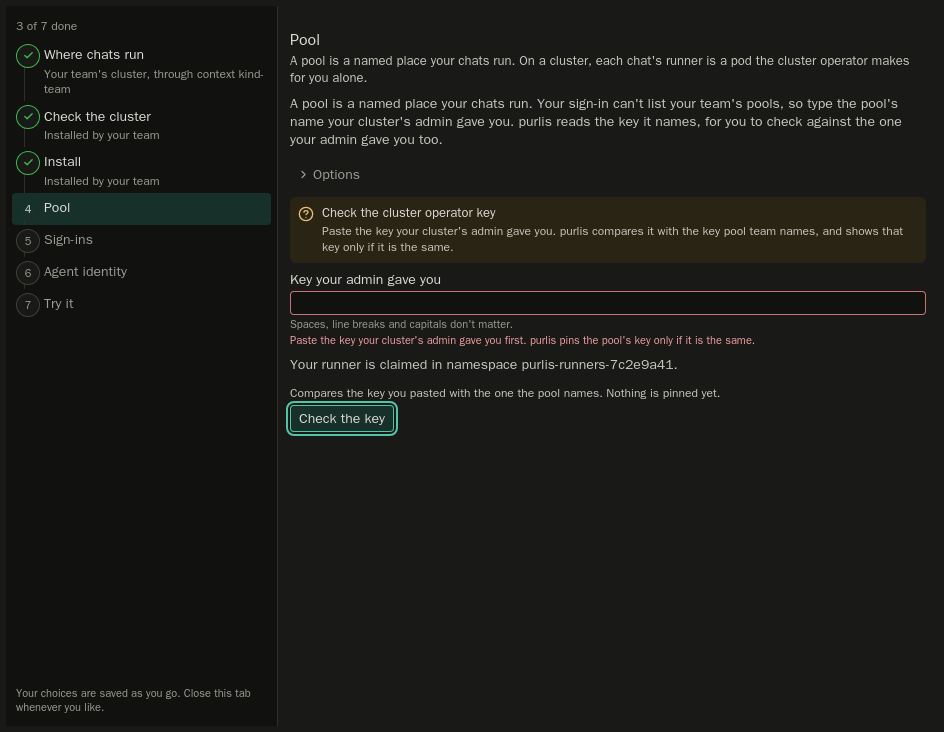 3 of 7 done
Where chats run
Your team's cluster, through context kind-
team
Check the cluster
Installed by your team
Install
Installed by your team
4 Pool
5 Sign-ins
6 Agent identity
7 Try it
Your choices are saved as you go. Close this tab
whenever you like.
Pool
A pool is a named place your chats run. On a cluster, each chat's runner is a pod the cluster operator makes
for you alone.
A pool is a named place your chats run. Your sign-in can't list your team's pools, so type the pool's
name your cluster's admin gave you. purlis reads the key it names, for you to check against the one
your admin gave you too.
Options
Check the cluster operator key
Paste the key your cluster's admin gave you. purlis compares it with the key pool team names, and shows that
key only if it is the same.
Key your admin gave you
Spaces, line breaks and capitals don't matter.
Paste the key your cluster's admin gave you first. purlis pins the pool's key only if it is the same.
Your runner is claimed in namespace purlis-runners-7c2e9a41.
Compares the key you pasted with the one the pool names. Nothing is pinned yet.
Check the key